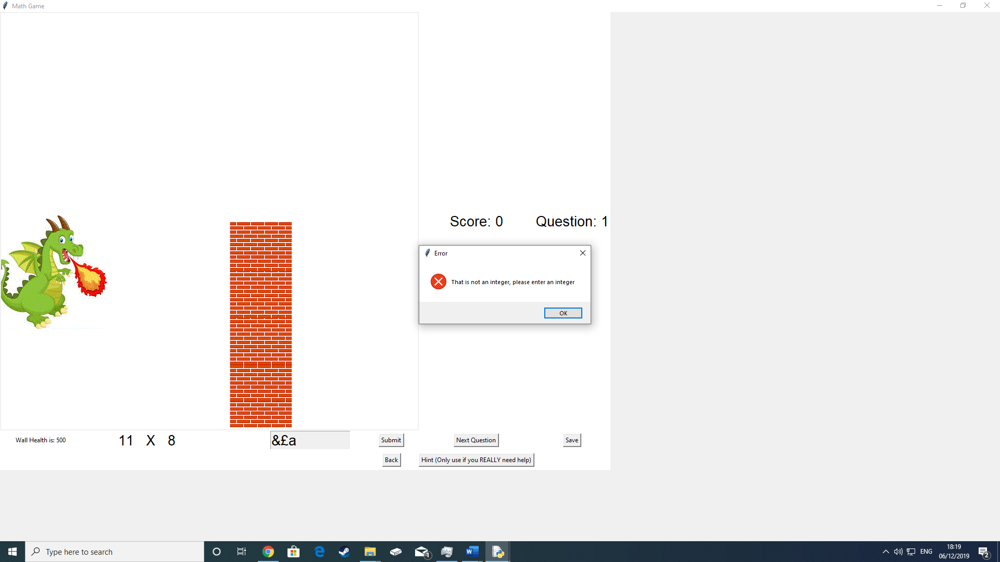 Math Game
Score: 0
Question: 1
Error
That is not an integer, please enter an integer
OK
Wall Health is: 500
11 X 8
&£a
Submit
Next Question
Save
Back
Hint (Only use if you REALLY need help)
Type here to search
1
ENG
18:19
06/12/2019
2